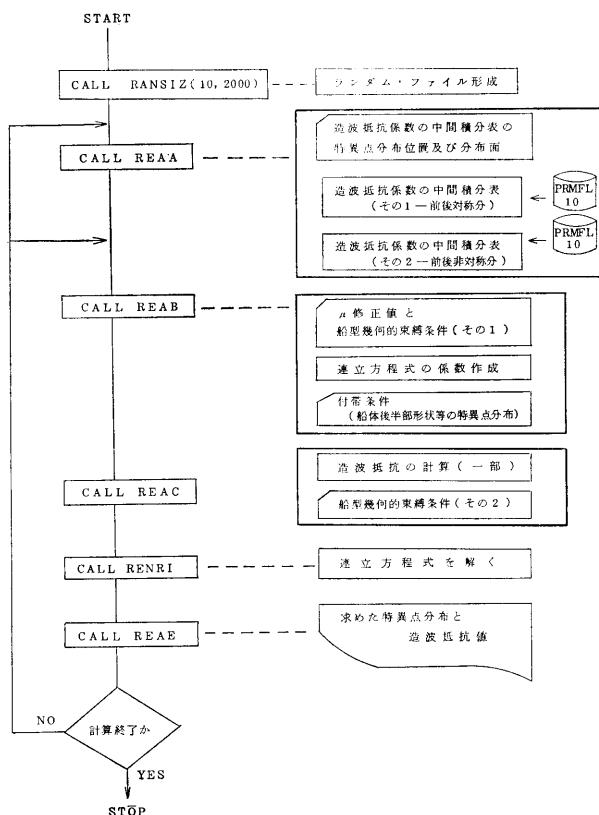 START
CALL RANSIZ(10,2000)
ランダム・ファイル形成
造波抵抗係数の中間積分表の
特異点分布位置及び分布面
CALL REAA
造波抵抗係数の中間積分表
(その1―前後対称分)
PRMFL
10
造波抵抗係数の中間積分表
(その2―前後非対称分)
PRMFL
10
CALL REAB
μ修正値と
船型幾何的束縛条件(その1)
連立方程式の係数作成
付帯条件
(船体後半部形状等の特異点分布)
造波抵抗の計算(一部)
CALL REAC
船型幾何的束縛条件(その2)
CALL RENRI
連立方程式を解く
CALL REAE
求めた特異点分布と
造波抵抗値
NO
計算終了か
YES
STOP